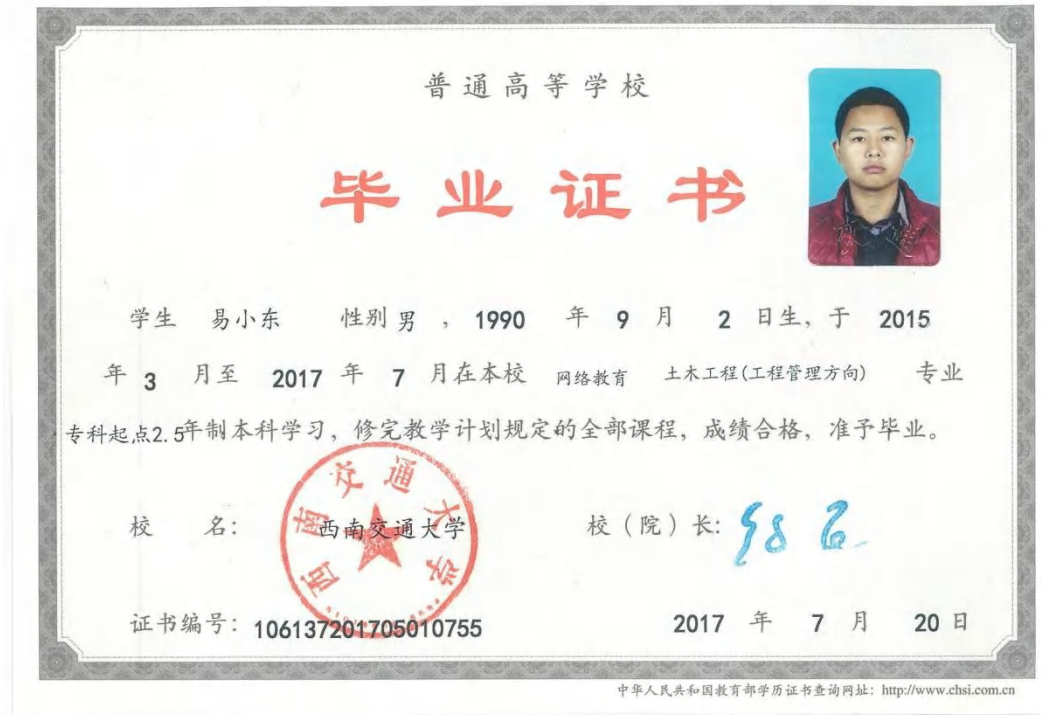 普通高等学校
毕业证书
学生 易小东 性别 男 ，1990 年 9 月 2 日生，于 2015
年 3 月至 2017 年 7 月在本校 网络教育 土木工程(工程管理方向) 专业
专科起点2.5年制本科学习，修完教学计划规定的全部课程，成绩合格，准予毕业。
西南交通大学
校 名： 西南交通大学 校（院）长：
证书编号：106137201705010755 2017 年 7 月 20 日
中华人民共和国教育部学历证书查询网址：http://www.chsi.com.cn